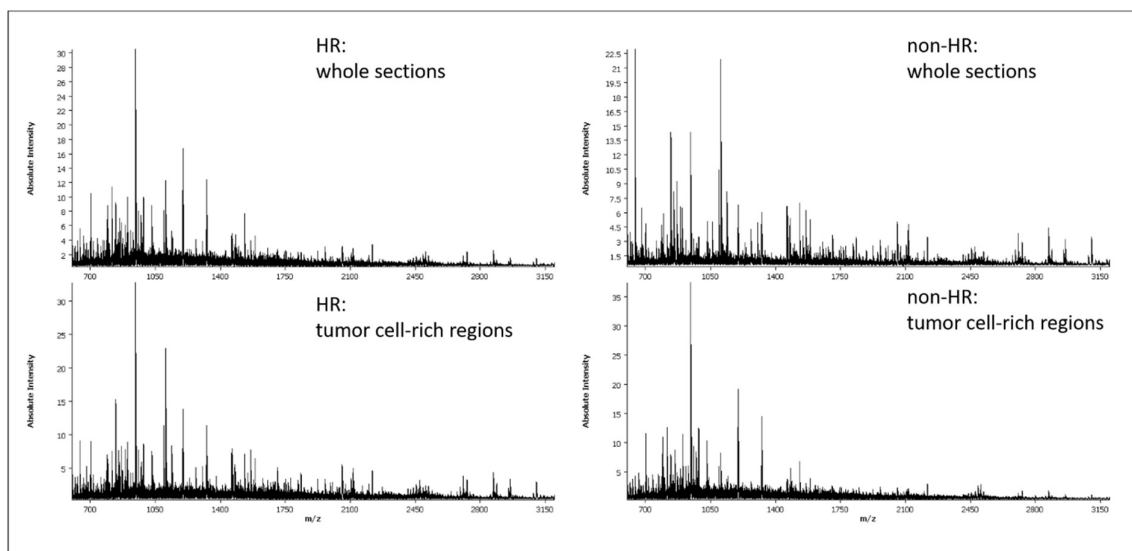 HR:
whole sections
Absolute Intensity
30
28
26
24
22
20
18
16
14
12
10
8
6
4
2
700 1050 1400 1750 2100 2450 2800 3150
non-HR:
whole sections
Absolute Intensity
22.5
21
19.5
18
16.5
15
13.5
12
10.5
9
7.5
6
4.5
3
1.5
700 1050 1400 1750 2100 2450 2800 3150
HR:
tumor cell-rich regions
Absolute Intensity
30
25
20
15
10
5
700 1050 1400 1750 2100 2450 2800 3150
m/z
non-HR:
tumor cell-rich regions
Absolute Intensity
35
30
25
20
15
10
5
700 1050 1400 1750 2100 2450 2800 3150
m/z